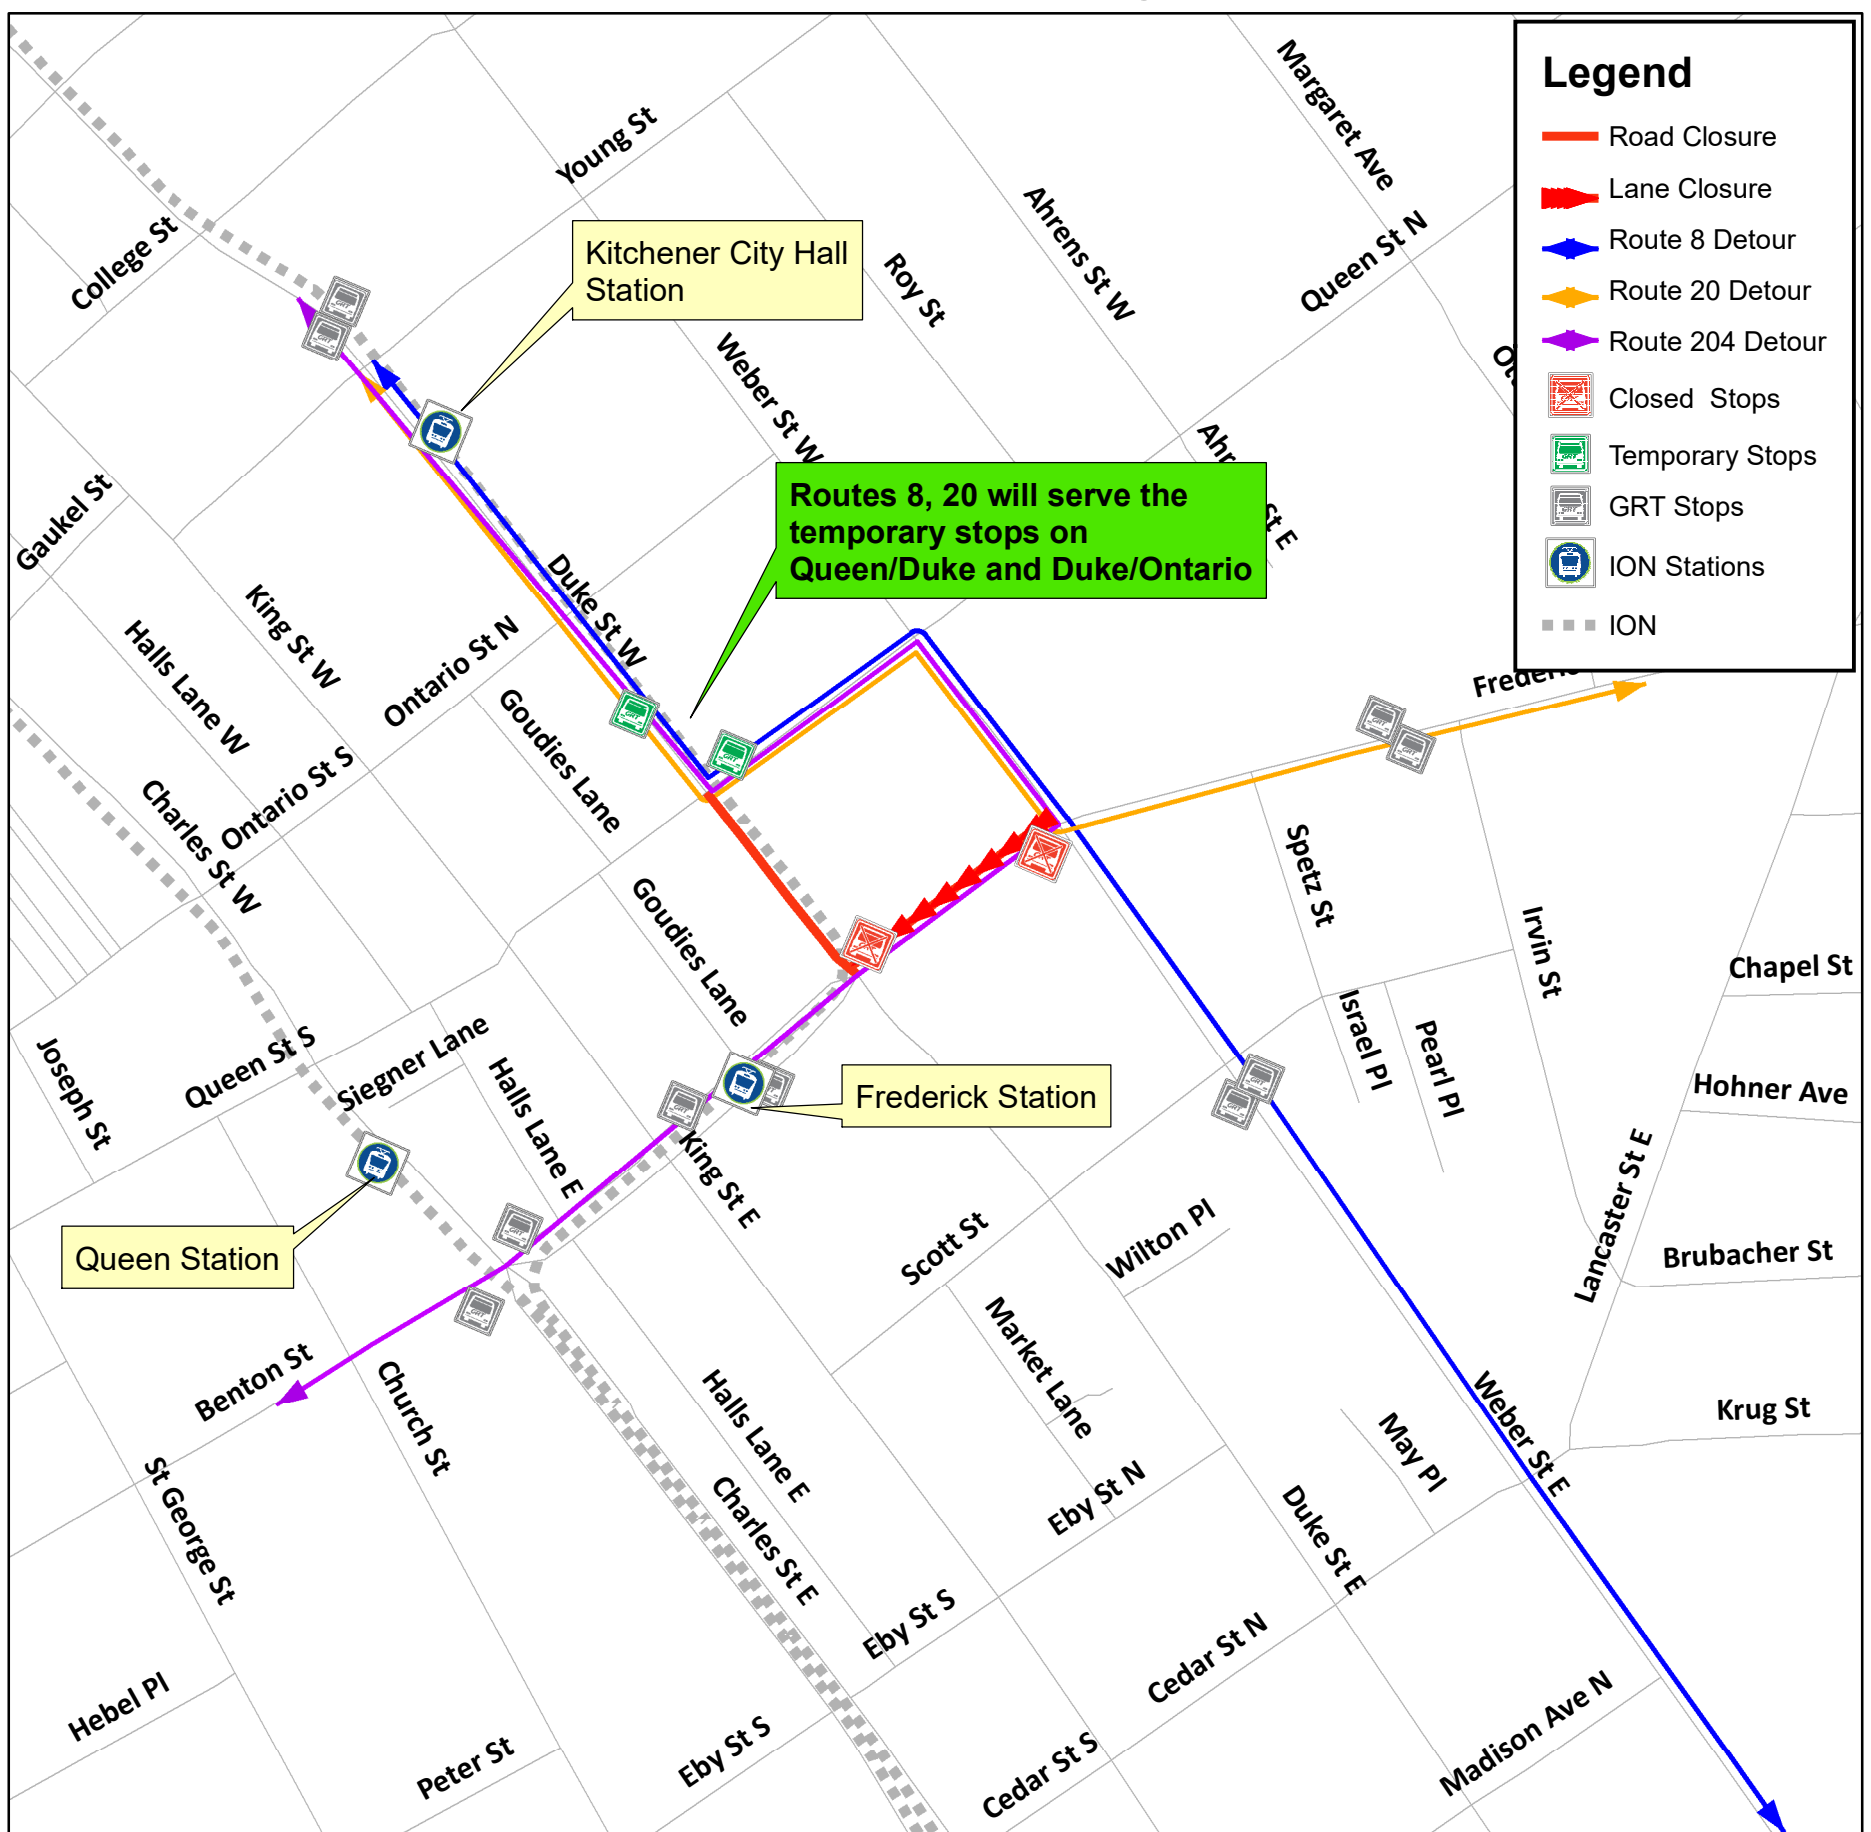 Legend
Road Closure
Lane Closure
Route 8 Detour
Route 20 Detour
Route 204 Detour
Closed  Stops
Temporary Stops
GRT Stops
ION Stations
ION
Margaret Ave
Young St
College St
Kitchener City Hall
Station
Ahrens St W
Queen St N
Roy St
Weber St W
Routes 8, 20 will serve the
temporary stops on
Queen/Duke and Duke/Ontario
St E
Gaukel St
Duke St W
King St W
Halls Lane W
Ontario St N
Goudies Lane
Ontario St S
Charles St W
Goudies Lane
Spetz St
Irvin St
Chapel St
Israel Pl
Pearl Pl
Hohner Ave
Joseph St
Queen St S
Siegner Lane
Halls Lane E
Frederick Station
King St E
Lancaster St E
Queen Station
Scott St
Wilton Pl
Brubacher St
Market Lane
Benton St
Church St
Halls Lane E
Weber St E
May Pl
Krug St
St George St
Charles St E
Eby St N
Duke St E
Eby St S
Cedar St N
Hebel Pl
Peter St
Eby St S
Cedar St S
Madison Ave N
GRT
GRT